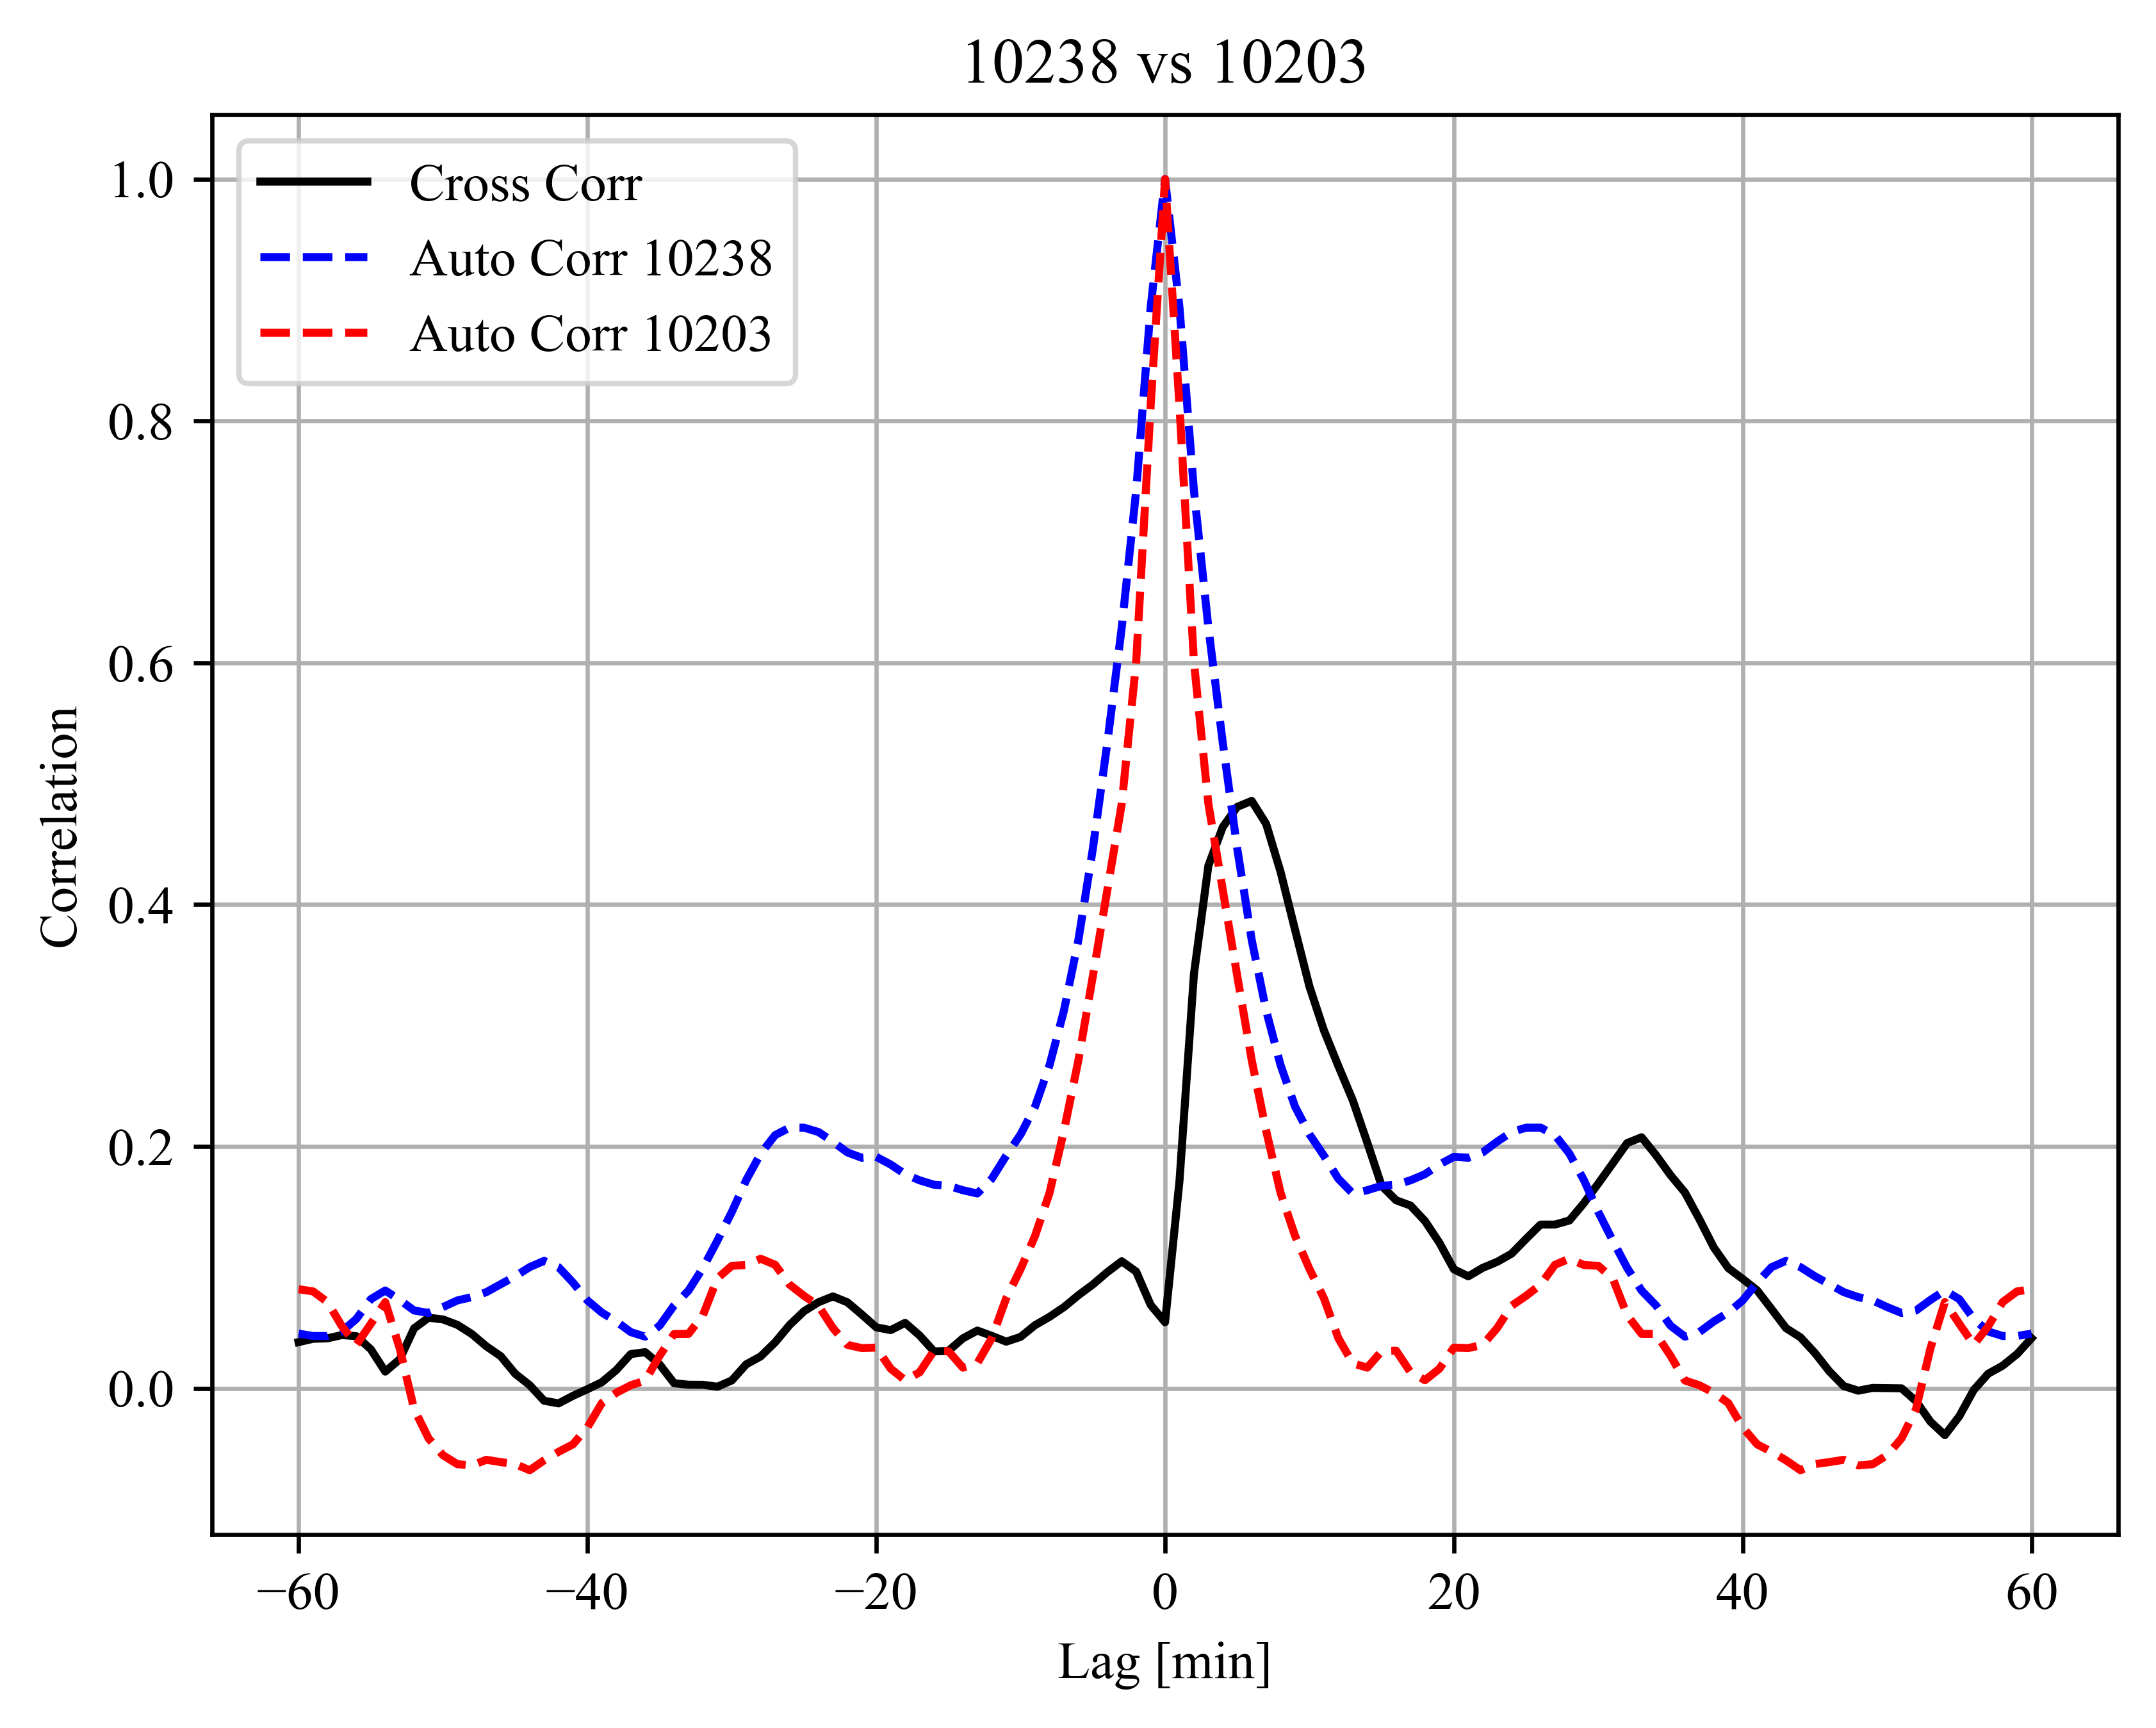 10238 vs 10203
Cross Corr
Auto Corr 10238
Auto Corr 10203
1.0
0.8
0.6
0.4
0.2
0.0
Correlation
−60 −40 −20 0 20 40 60
Lag [min]